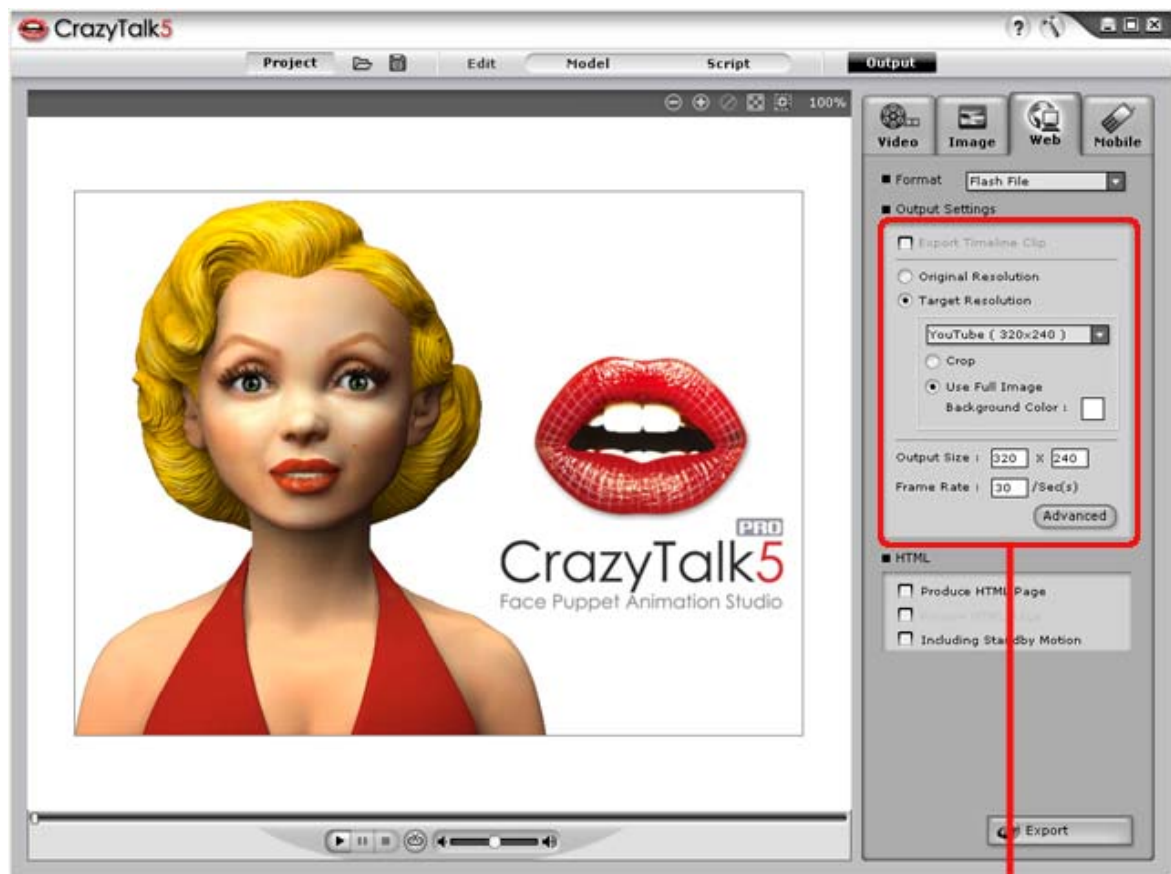 CrazyTalk5
?
Project
Edit
Model
Script
Output
100%
Video
Image
Web
Mobile
Format
Flash File
Output Settings
Export Timeline Clip
Original Resolution
Target Resolution
YouTube ( 320x240 )
Crop
Use Full Image
Background Color :
Output Size : 320 X 240
Frame Rate : 30 /Sec(s)
Advanced
PRO
CrazyTalk5
Face Puppet Animation Studio
HTML
Produce HTML Page
Including Standby Motion
Export